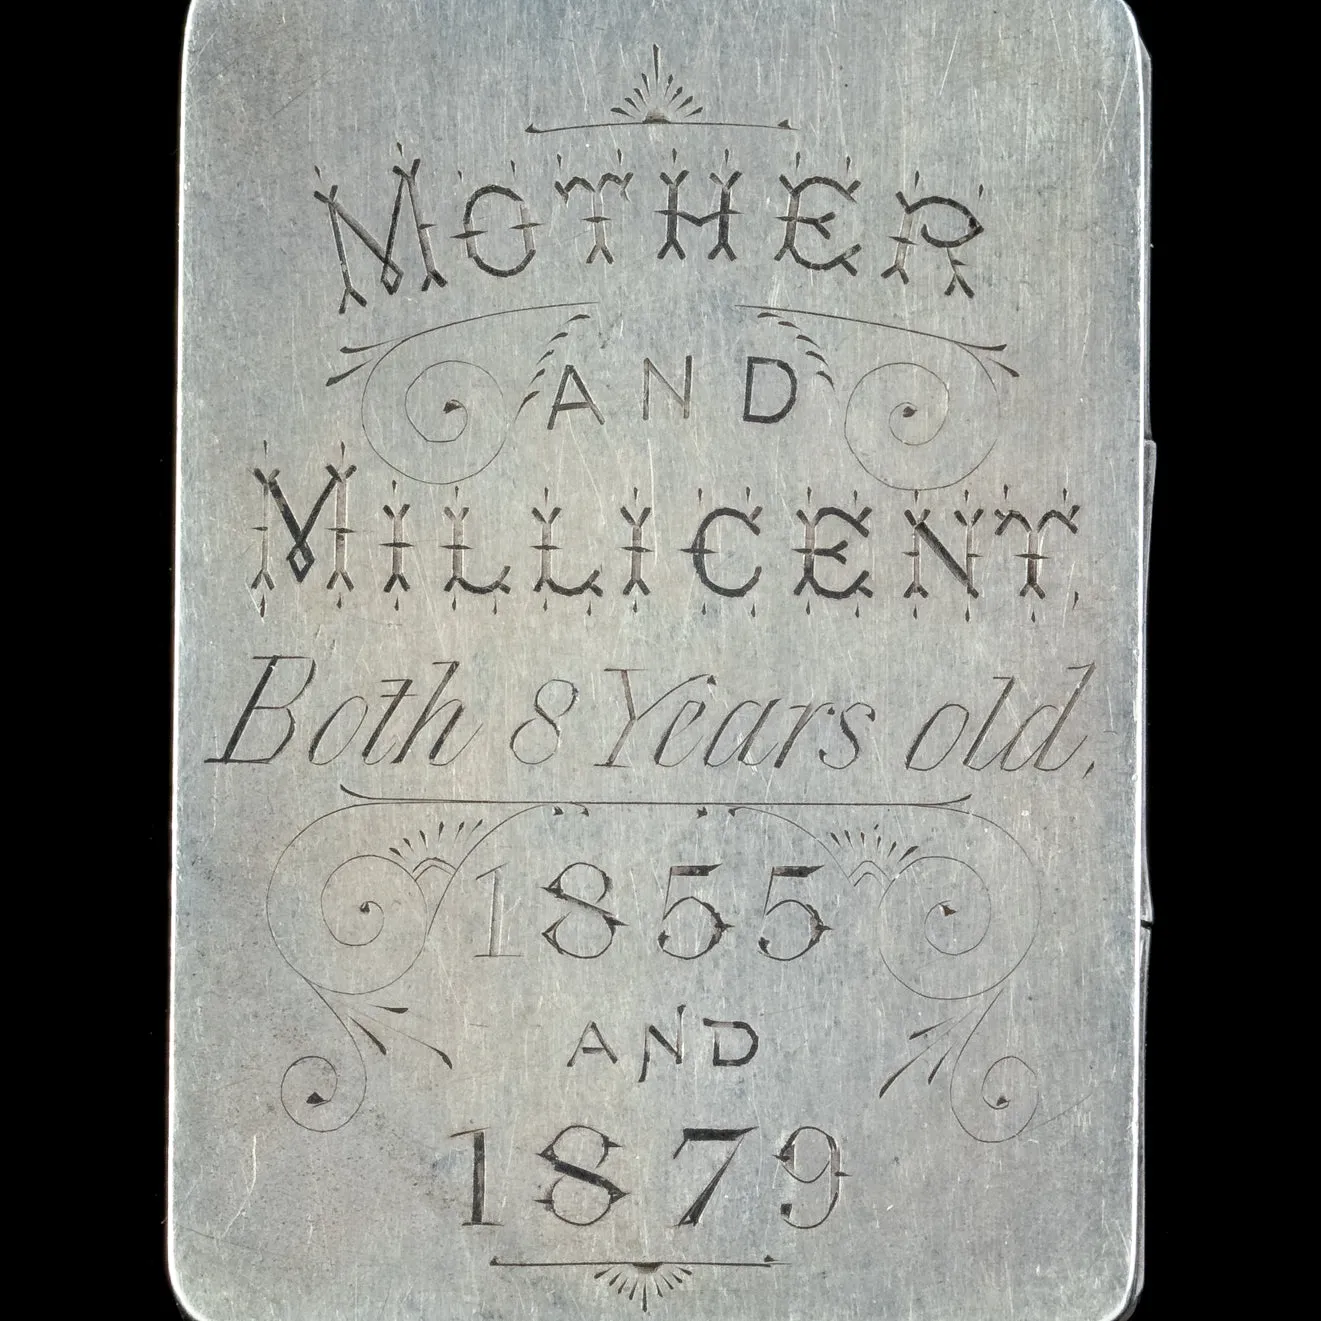 MOTHER
AND
MILLICENT,
Both 8 Years old.
1855
AND
1879